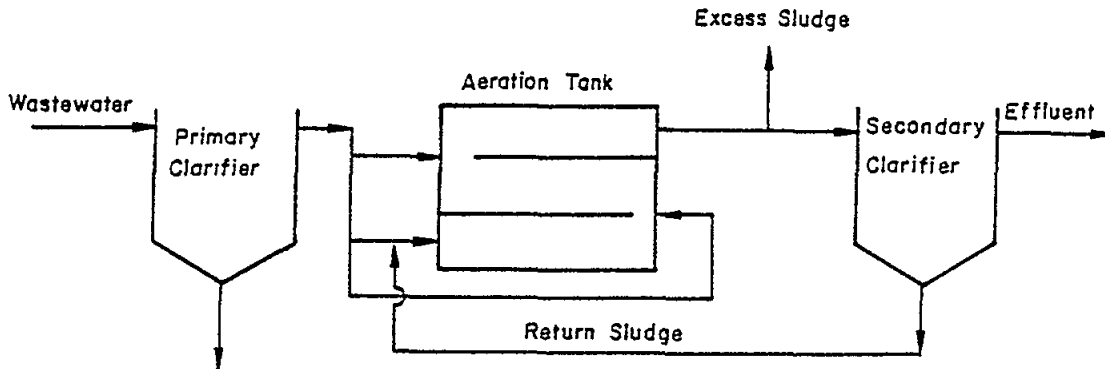 Excess Sludge
Aeration Tank
Wastewater
Primary
Clarifier
Secondary
Clarifier
Effluent
Return Sludge